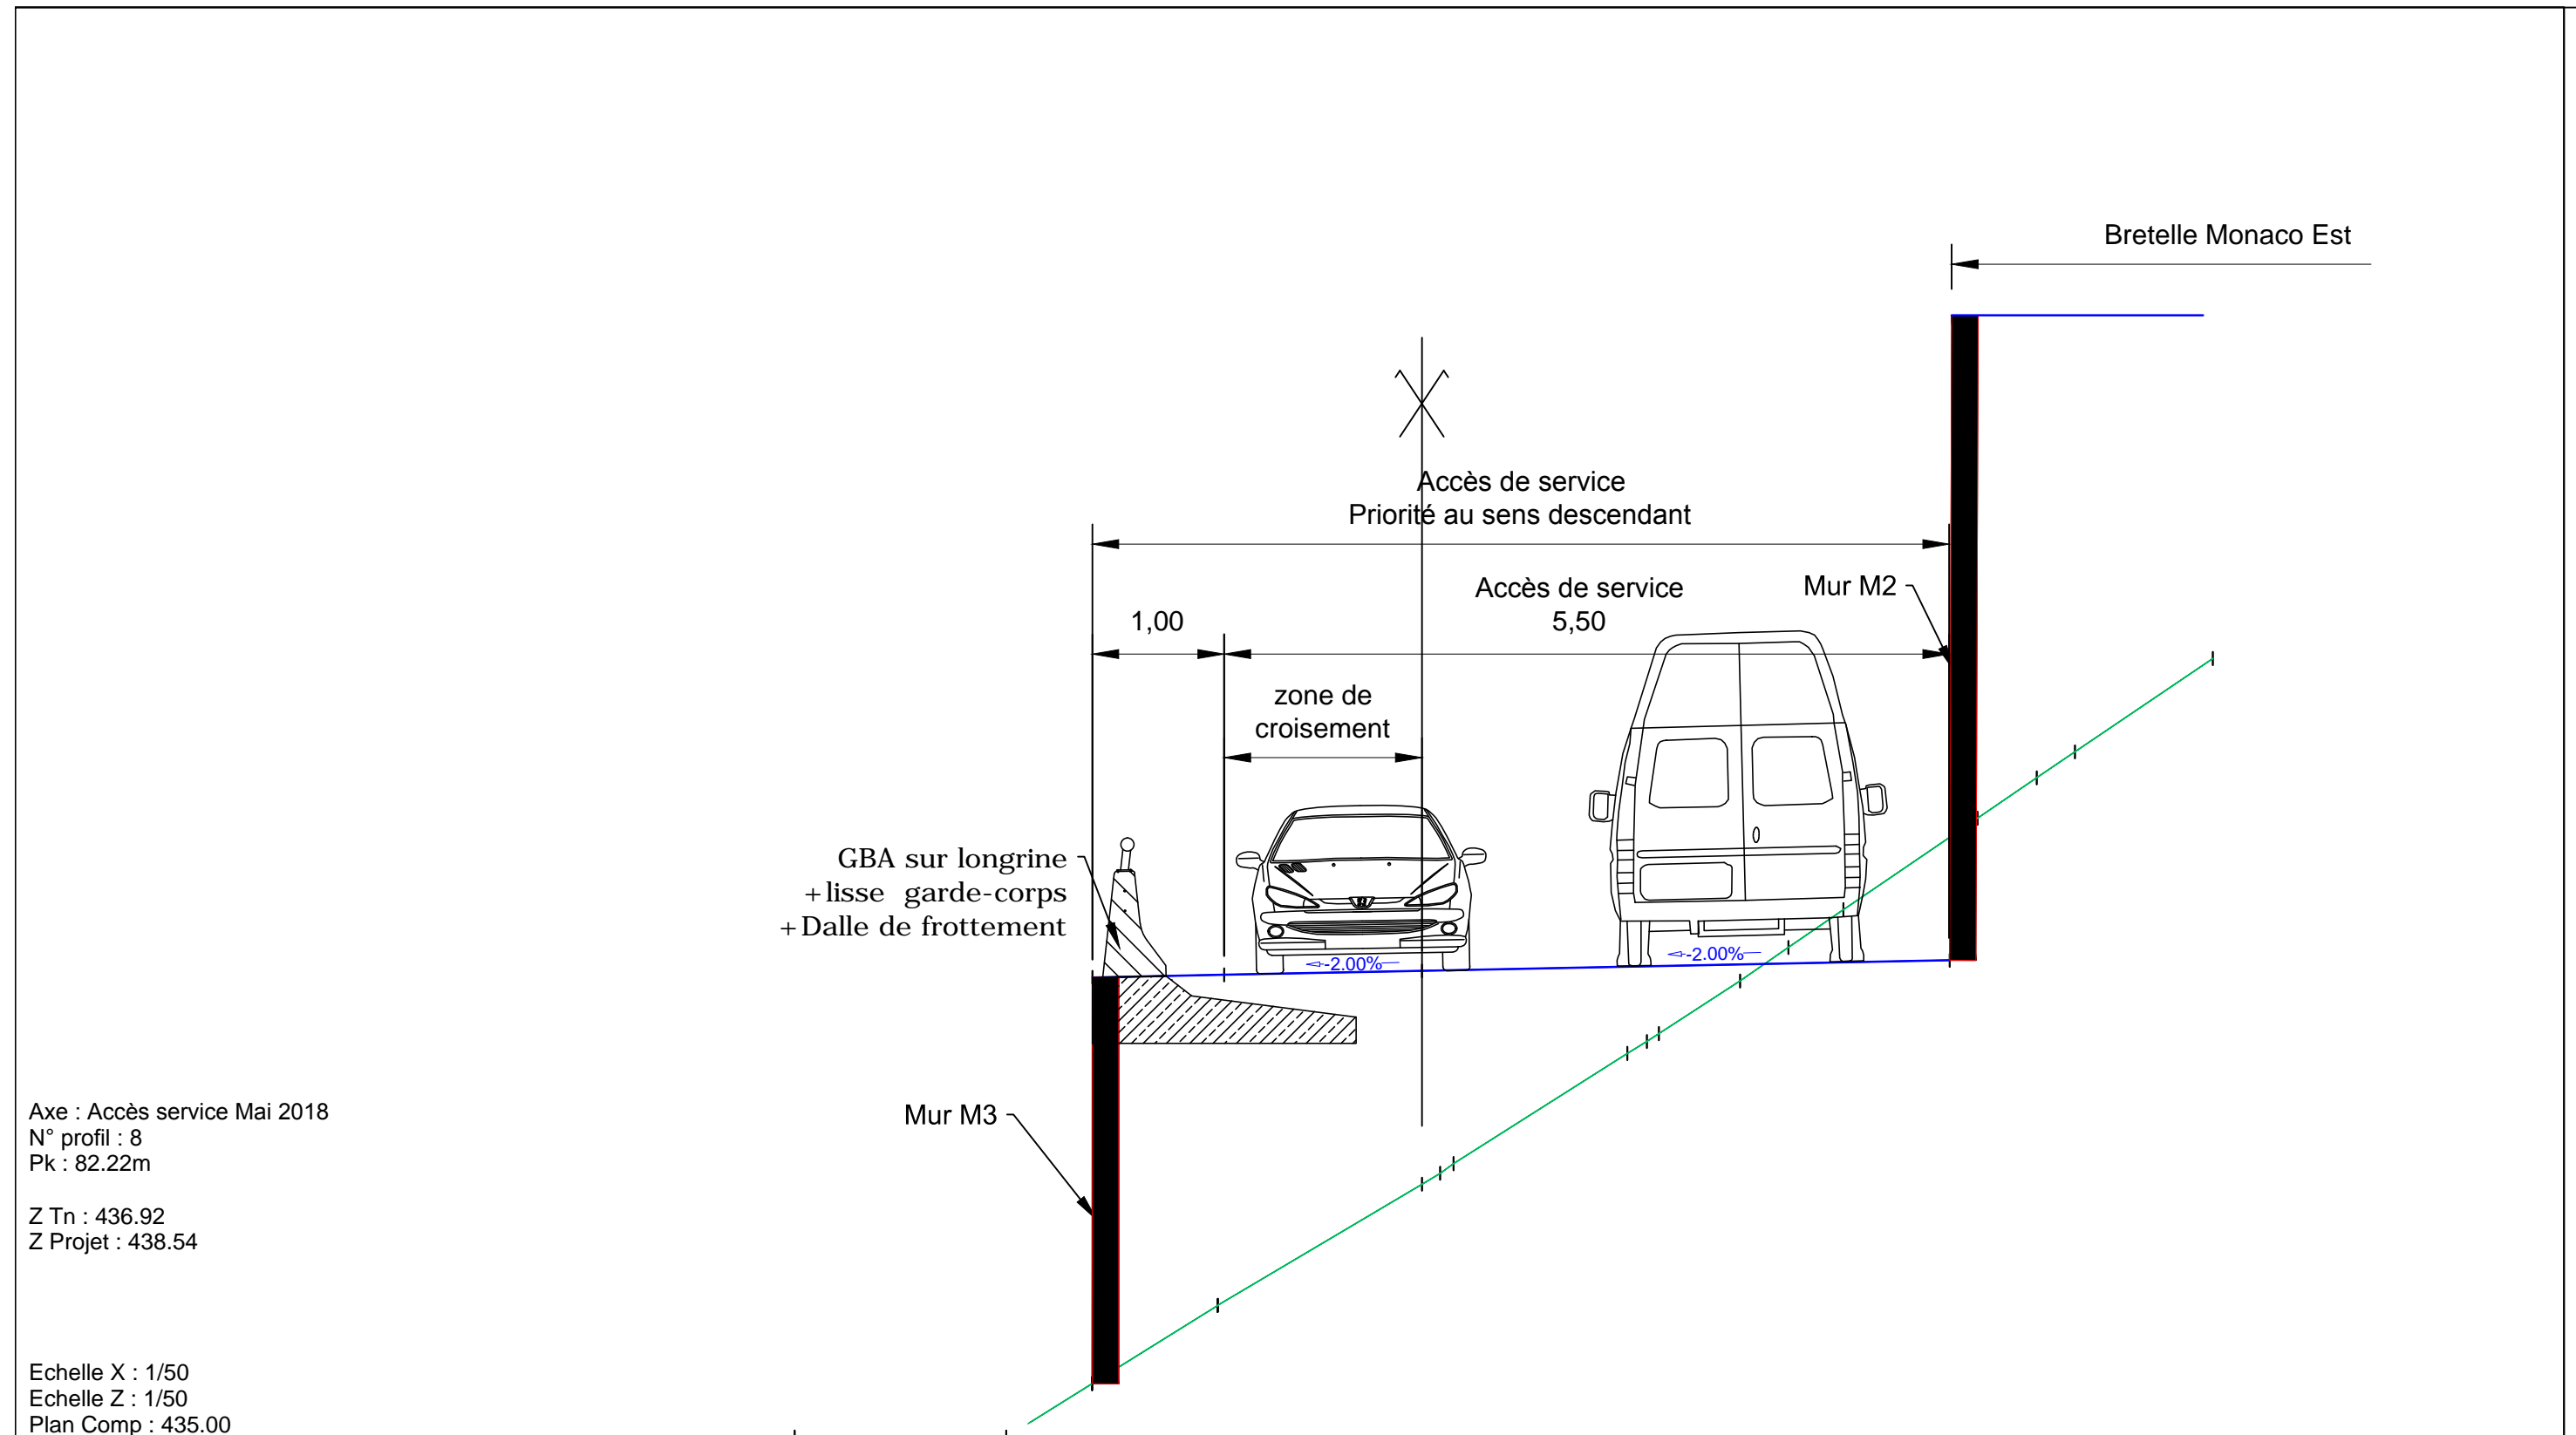 Bretelle Monaco Est
Accès de service
Priorité au sens descendant
Accès de service
Mur M2
1,00
5,50
zone de
croisement
GBA sur longrine
+lisse garde-corps
+Dalle de frottement
-2.00%
-2.00%
Mur M3
Axe : Accès service Mai 2018
N° profil : 8
Pk : 82.22m
Z Tn : 436.92
Z Projet : 438.54
Echelle X : 1/50
Echelle Z : 1/50
Plan Comp : 435.00